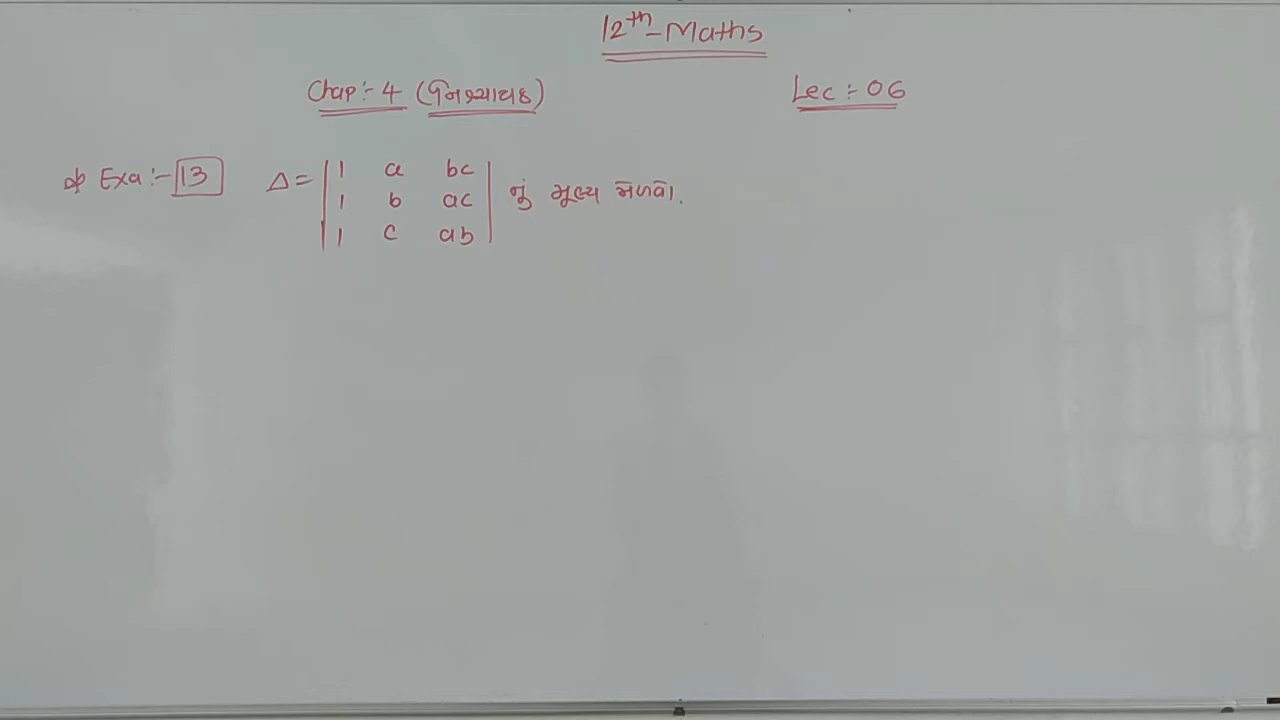 12th - Maths
Chap :- 4 (નિશ્ચાયક) Lec :- 06
* Exa :- 13 Δ = | 1 a bc | નું મૂલ્ય મેળવો.
| 1 b ac |
| 1 c ab |